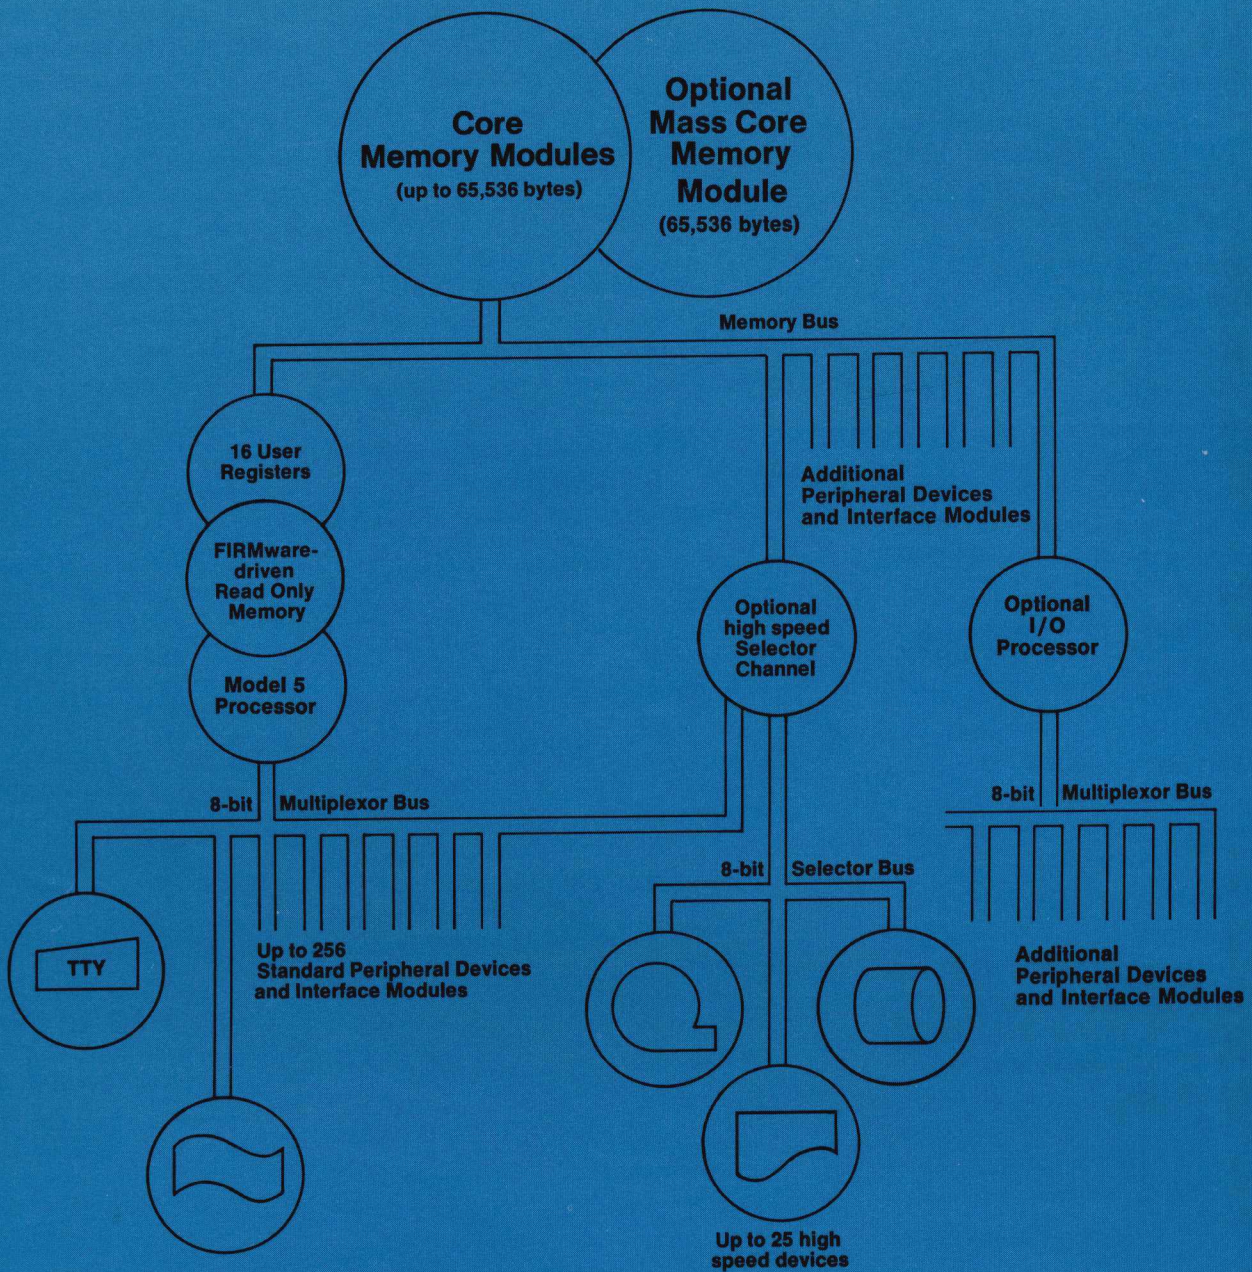 Core
Memory Modules
(up to 65,536 bytes)
Optional
Mass Core
Memory
Module
(65,536 bytes)
Memory Bus
16 User
Registers
FIRMware-
driven
Read Only
Memory
Model 5
Processor
Additional
Peripheral Devices
and Interface Modules
Optional
high speed
Selector
Channel
Optional
I/O
Processor
8-bit Multiplexor Bus
8-bit Multiplexor Bus
8-bit Selector Bus
TTY
Up to 256
Standard Peripheral Devices
and Interface Modules
Additional
Peripheral Devices
and Interface Modules
Up to 25 high
speed devices